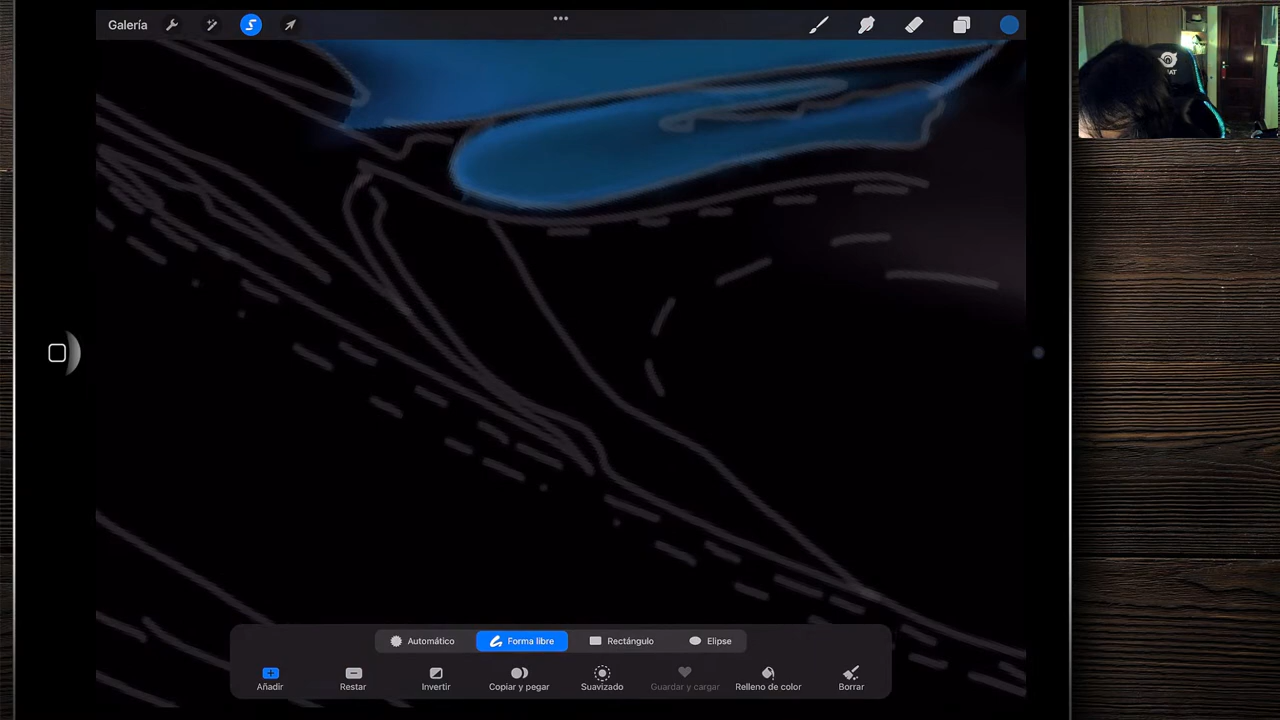 Galería
Automático
Forma libre
Rectángulo
Elipse
Añadir
Restar
Invertir
Copiar y pegar
Suavizado
Guardar y cargar
Relleno de color
Borrar